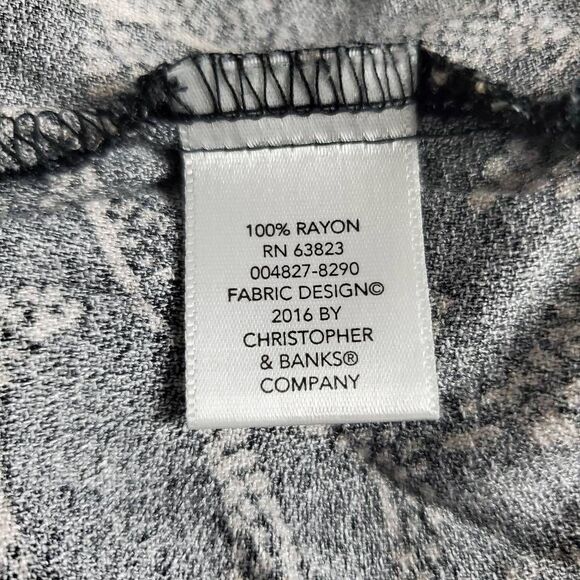 100% RAYON
RN 63823
004827-8290
FABRIC DESIGN©
2016 BY
CHRISTOPHER
& BANKS®
COMPANY